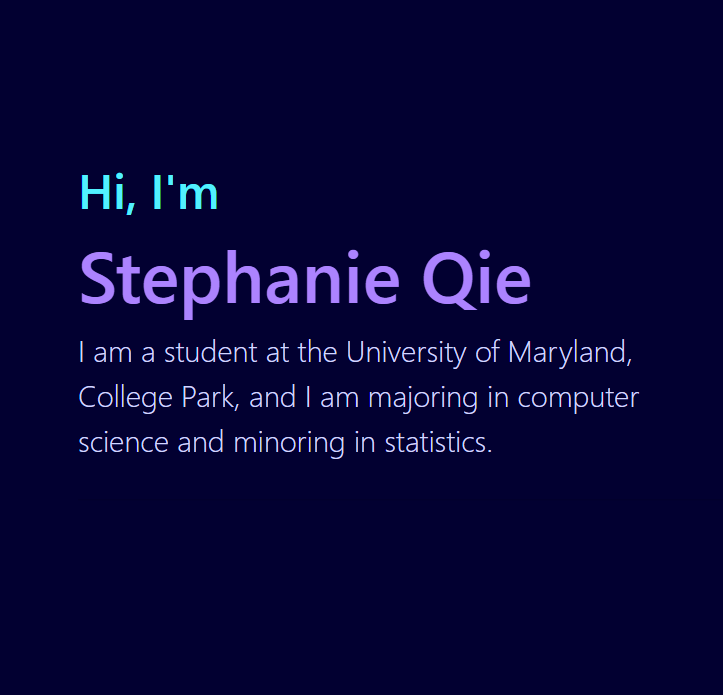 Hi, I'm
Stephanie Qie
I am a student at the University of Maryland,
College Park, and I am majoring in computer
science and minoring in statistics.